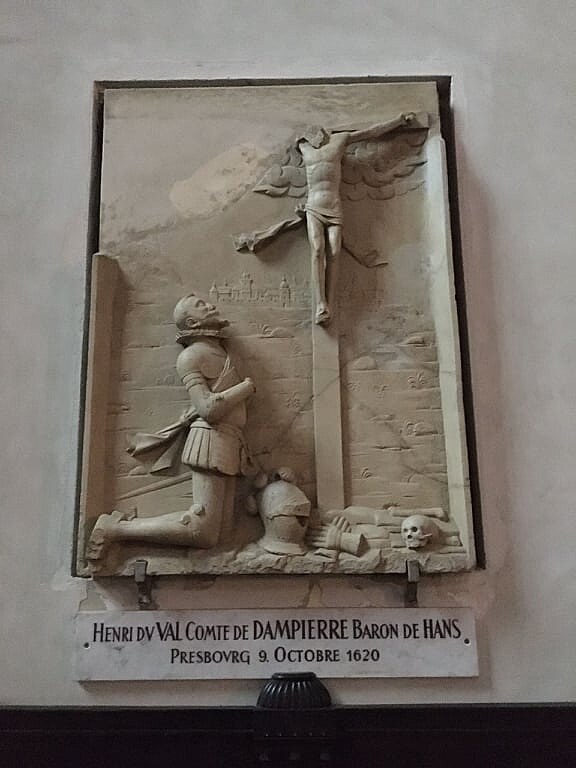 HENRI DV VAL COMTE DE DAMPIERRE BARON DE HANS.
PRESBOVRG 9. OCTOBRE 1620